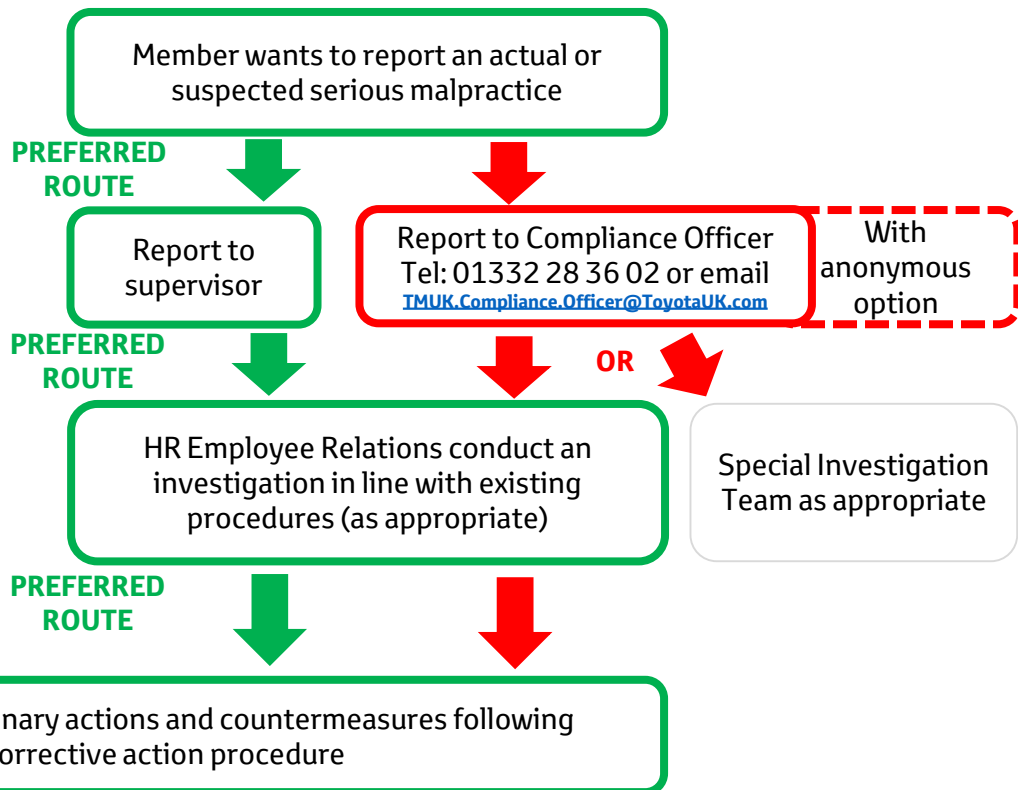 Member wants to report an actual or
suspected serious malpractice
PREFERRED
ROUTE
Report to
supervisor
Report to Compliance Officer
Tel: 01332 28 36 02 or email
TMUK.Compliance.Officer@ToyotaUK.com
With
anonymous
option
PREFERRED
ROUTE
OR
HR Employee Relations conduct an
investigation in line with existing
procedures (as appropriate)
Special Investigation
Team as appropriate
PREFERRED
ROUTE
actions and countermeasures following
action procedure